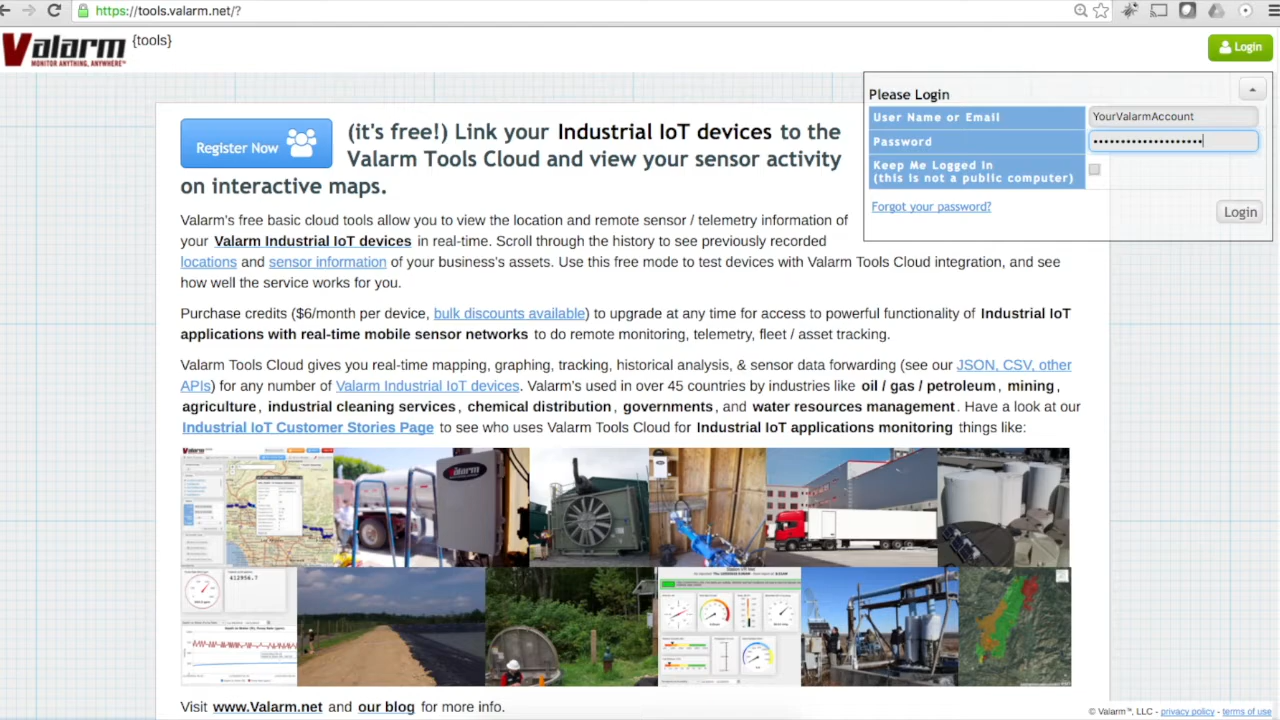 https://tools.valarm.net/?
Valarm {tools}
MONITOR ANYTHING, ANYWHERE™
Login
Please Login
User Name or Email YourValarmAccount
Password ••••••••••••••••••••
Keep Me Logged In
(this is not a public computer)
Forgot your password?
Login
Register Now
(it's free!) Link your Industrial IoT devices to the
Valarm Tools Cloud and view your sensor activity
on interactive maps.
Valarm's free basic cloud tools allow you to view the location and remote sensor / telemetry information of
your Valarm Industrial IoT devices in real-time. Scroll through the history to see previously recorded
locations and sensor information of your business's assets. Use this free mode to test devices with Valarm Tools Cloud integration, and see
how well the service works for you.
Purchase credits ($6/month per device, bulk discounts available) to upgrade at any time for access to powerful functionality of Industrial IoT
applications with real-time mobile sensor networks to do remote monitoring, telemetry, fleet / asset tracking.
Valarm Tools Cloud gives you real-time mapping, graphing, tracking, historical analysis, & sensor data forwarding (see our JSON, CSV, other
APIs) for any number of Valarm Industrial IoT devices. Valarm's used in over 45 countries by industries like oil / gas / petroleum, mining,
agriculture, industrial cleaning services, chemical distribution, governments, and water resources management. Have a look at our
Industrial IoT Customer Stories Page to see who uses Valarm Tools Cloud for Industrial IoT applications monitoring things like:
Valarm
412956.7
Visit www.Valarm.net and our blog for more info.
© Valarm™, LLC - privacy policy - terms of use